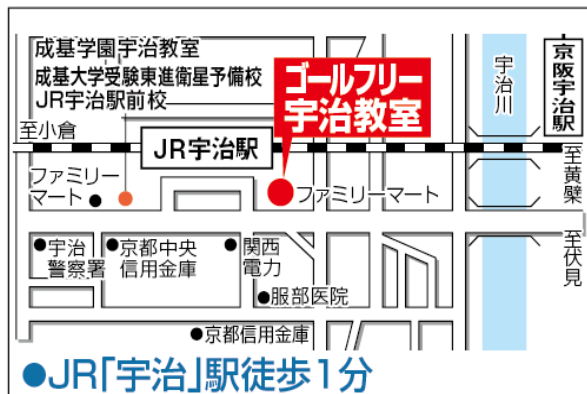 成基学園宇治教室
成基大学受験東進衛星予備校
JR宇治駅前校
ゴールフリー
宇治教室
宇治川
京阪宇治駅
至小倉
JR宇治駅
至黄檗
ファミリー
マート
ファミリーマート
至伏見
宇治
警察署
京都中央
信用金庫
関西
電力
服部医院
京都信用金庫
●JR「宇治」駅徒歩1分